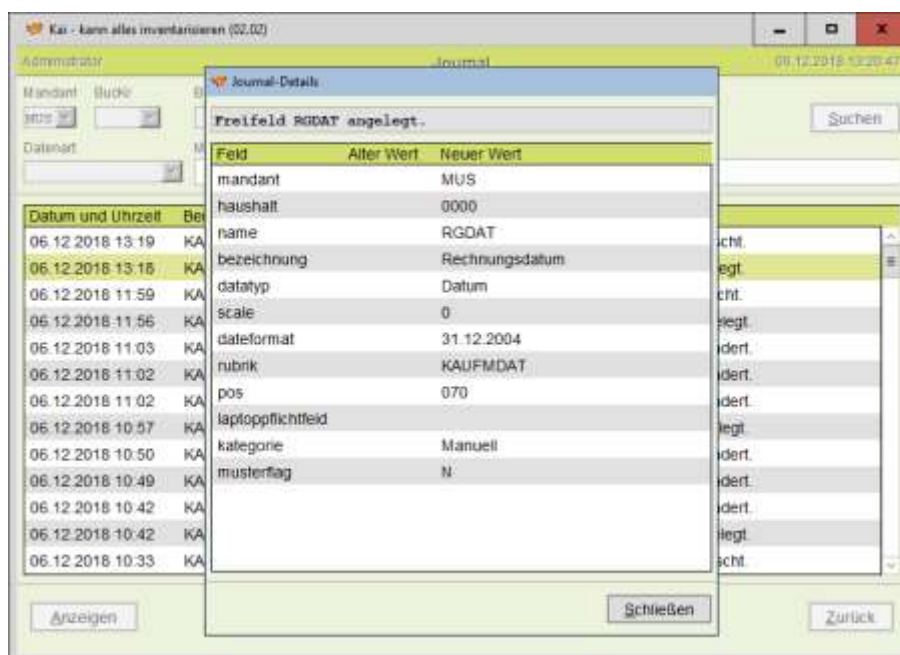 Kai - kann alles inventarisieren (02.02)
Administrator Journal 06.12.2018 13:20:47
Mandant BucKr
MUS
Suchen
Datenart
Datum und Uhrzeit
06.12.2018 13:19 KA
06.12.2018 13:18 KA
06.12.2018 11:59 KA
06.12.2018 11:56 KA
06.12.2018 11:03 KA
06.12.2018 11:02 KA
06.12.2018 11:02 KA
06.12.2018 10:57 KA
06.12.2018 10:50 KA
06.12.2018 10:49 KA
06.12.2018 10:42 KA
06.12.2018 10:42 KA
06.12.2018 10:33 KA
Journal-Details
Freifeld RGDAT angelegt.
Feld Alter Wert Neuer Wert
mandant MUS
haushalt 0000
name RGDAT
bezeichnung Rechnungsdatum
datatyp Datum
scale 0
dateformat 31.12.2004
rubrik KAUFMDAT
pos 070
laptoppflichtfeld
kategorie Manuell
musterflag N
Schließen
Anzeigen
Zurück